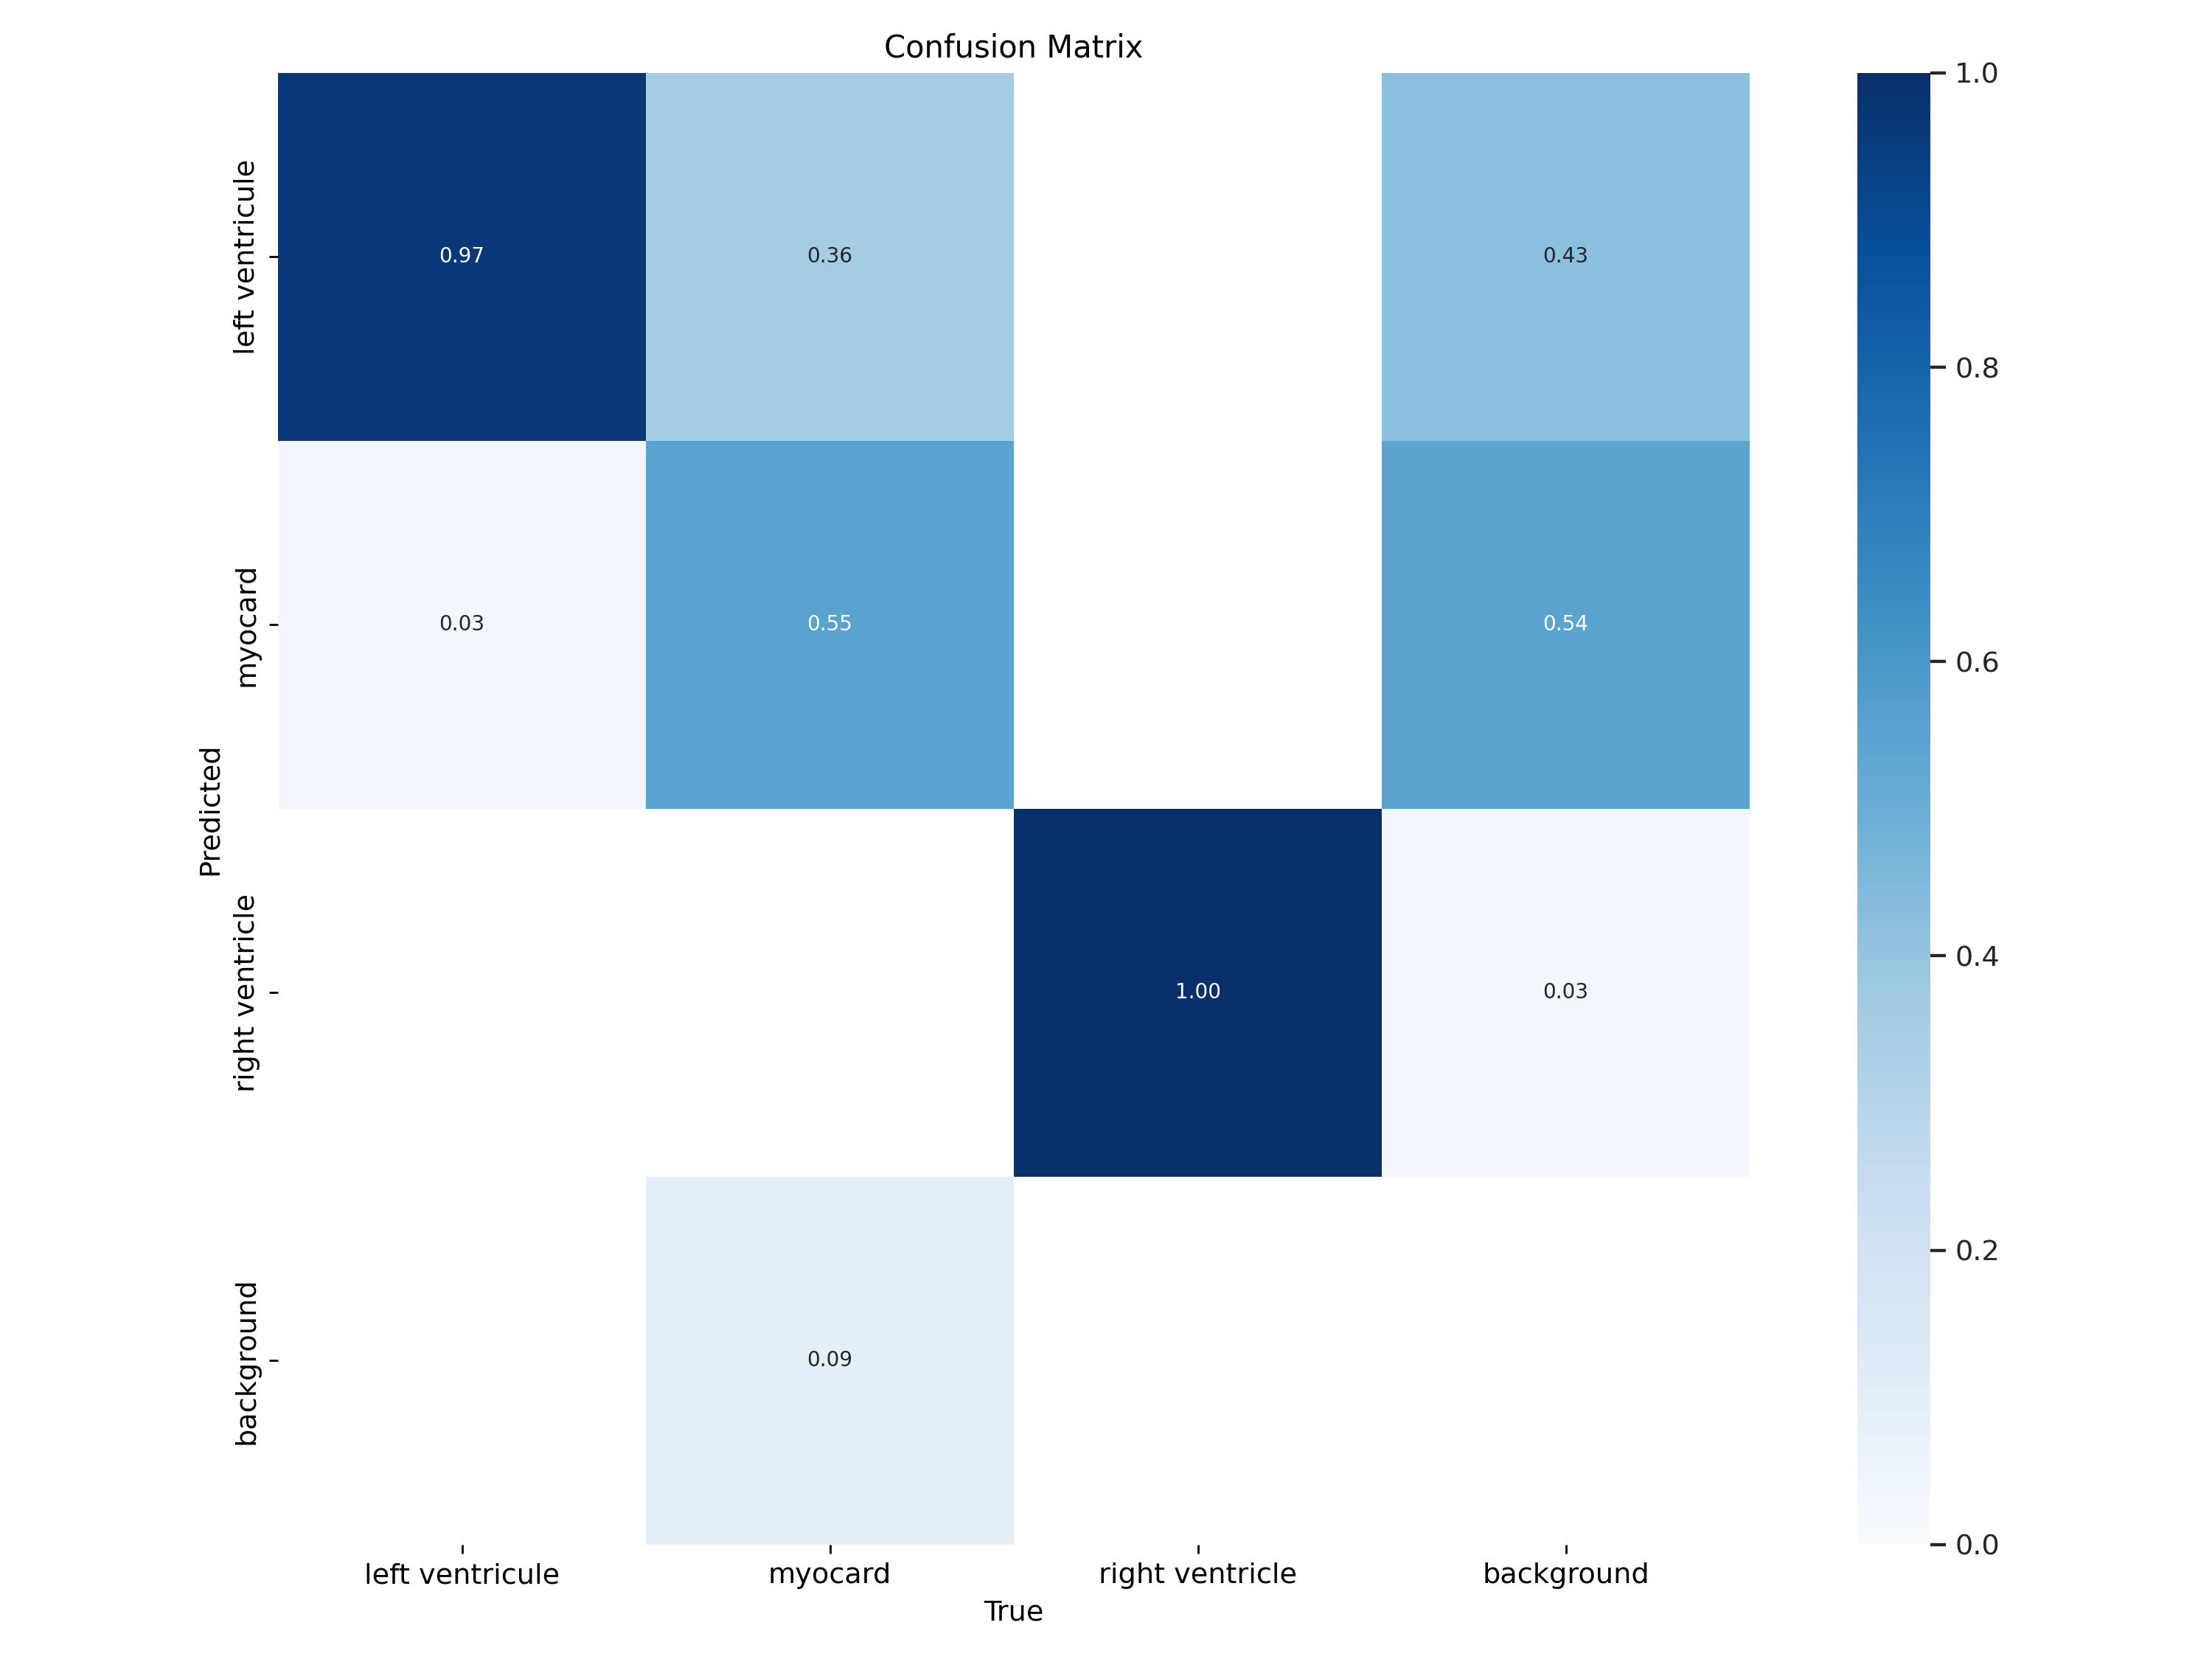 Confusion Matrix
left ventricule
myocard
right ventricle
background
Predicted
0.97
0.36
0.43
0.03
0.55
0.54
1.00
0.03
0.09
left ventricule
myocard
right ventricle
background
True
1.0
0.8
0.6
0.4
0.2
0.0